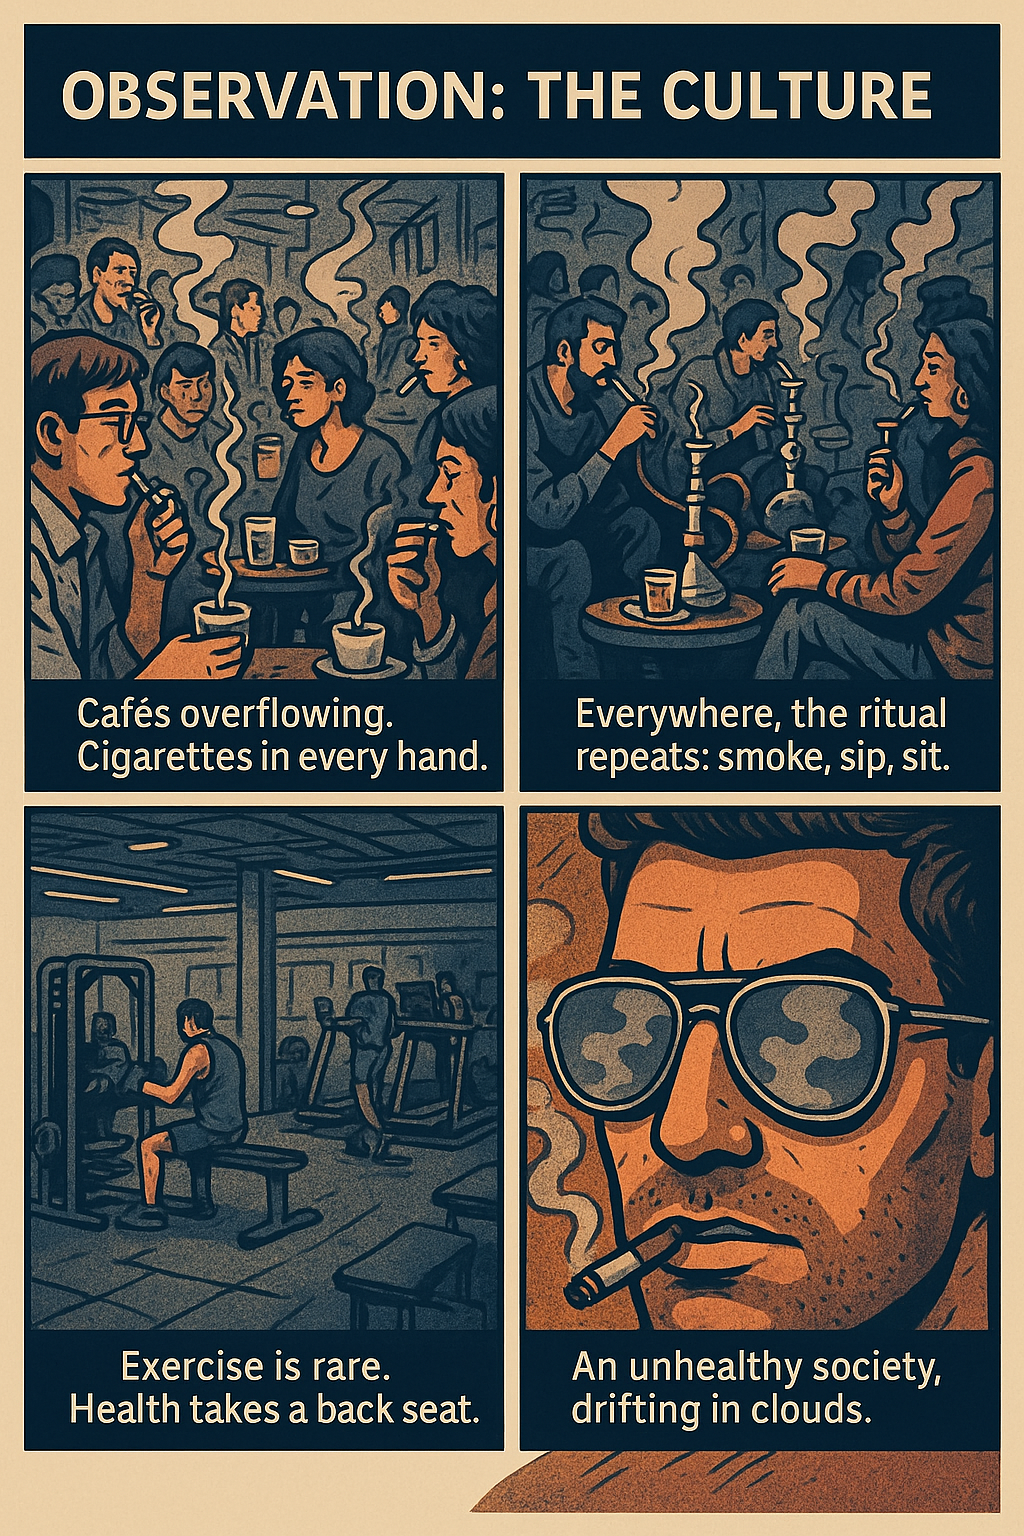 OBSERVATION: THE CULTURE
Cafés overflowing.
Cigarettes in every hand.
Everywhere, the ritual
repeats: smoke, sip, sit.
Exercise is rare.
Health takes a back seat.
An unhealthy society,
drifting in clouds.